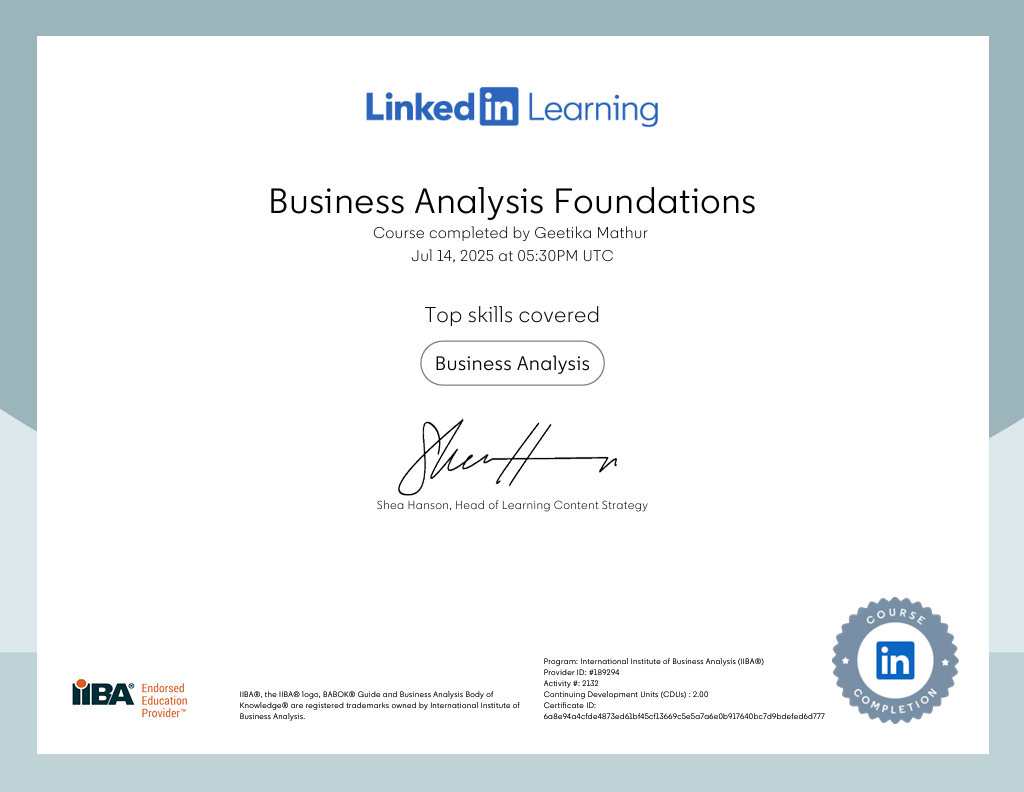 LinkedIn Learning
Business Analysis Foundations
Course completed by Geetika Mathur
Jul 14, 2025 at 05:30PM UTC
Top skills covered
Business Analysis
Shea Hanson, Head of Learning Content Strategy
IIBA® Endorsed
Education
Provider™
IIBA®, the IIBA® logo, BABOK® Guide and Business Analysis Body of
Knowledge® are registered trademarks owned by International Institute of
Business Analysis.
Program: International Institute of Business Analysis (IIBA®)
Provider ID: #189294
Activity #: 2132
Continuing Development Units (CDUs) : 2.00
Certificate ID:
6a8e94a4cfde4873ed61bf45cf13669c5e5a7a6e0b917640bc7d9bdefed6d777
COURSE
in
COMPLETION